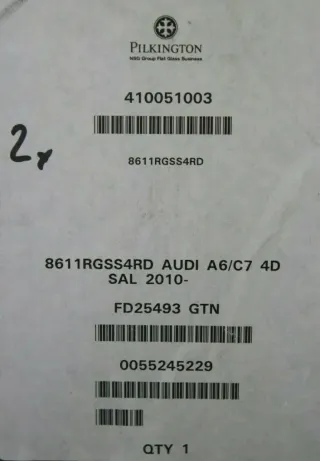 PILKINGTON
NSG Group Flat Glass Business
410051003
2x
8611RGSS4RD
8611RGSS4RD AUDI A6/C7 4D
SAL 2010-
FD25493 GTN
0055245229
QTY 1